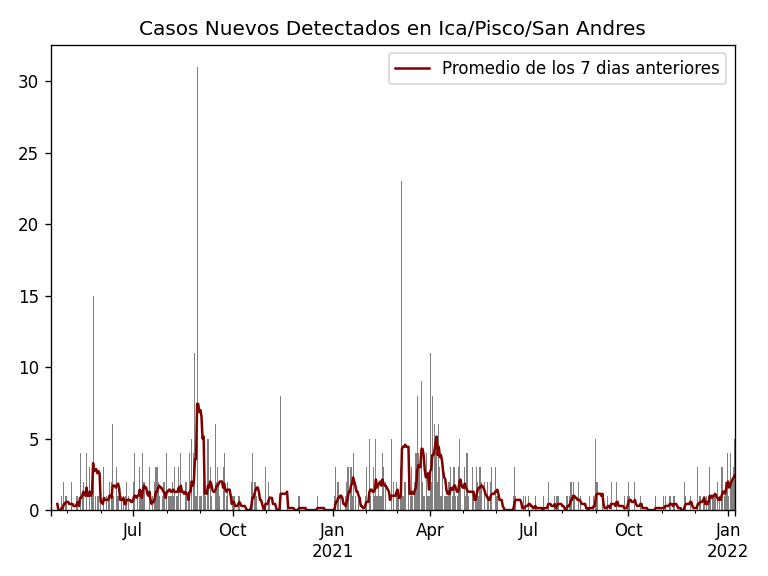 Casos Nuevos Detectados en Ica/Pisco/San Andres
Promedio de los 7 dias anteriores
30
25
20
15
10
5
0
Jul
Oct
Jan
2021
Apr
Jul
Oct
Jan
2022